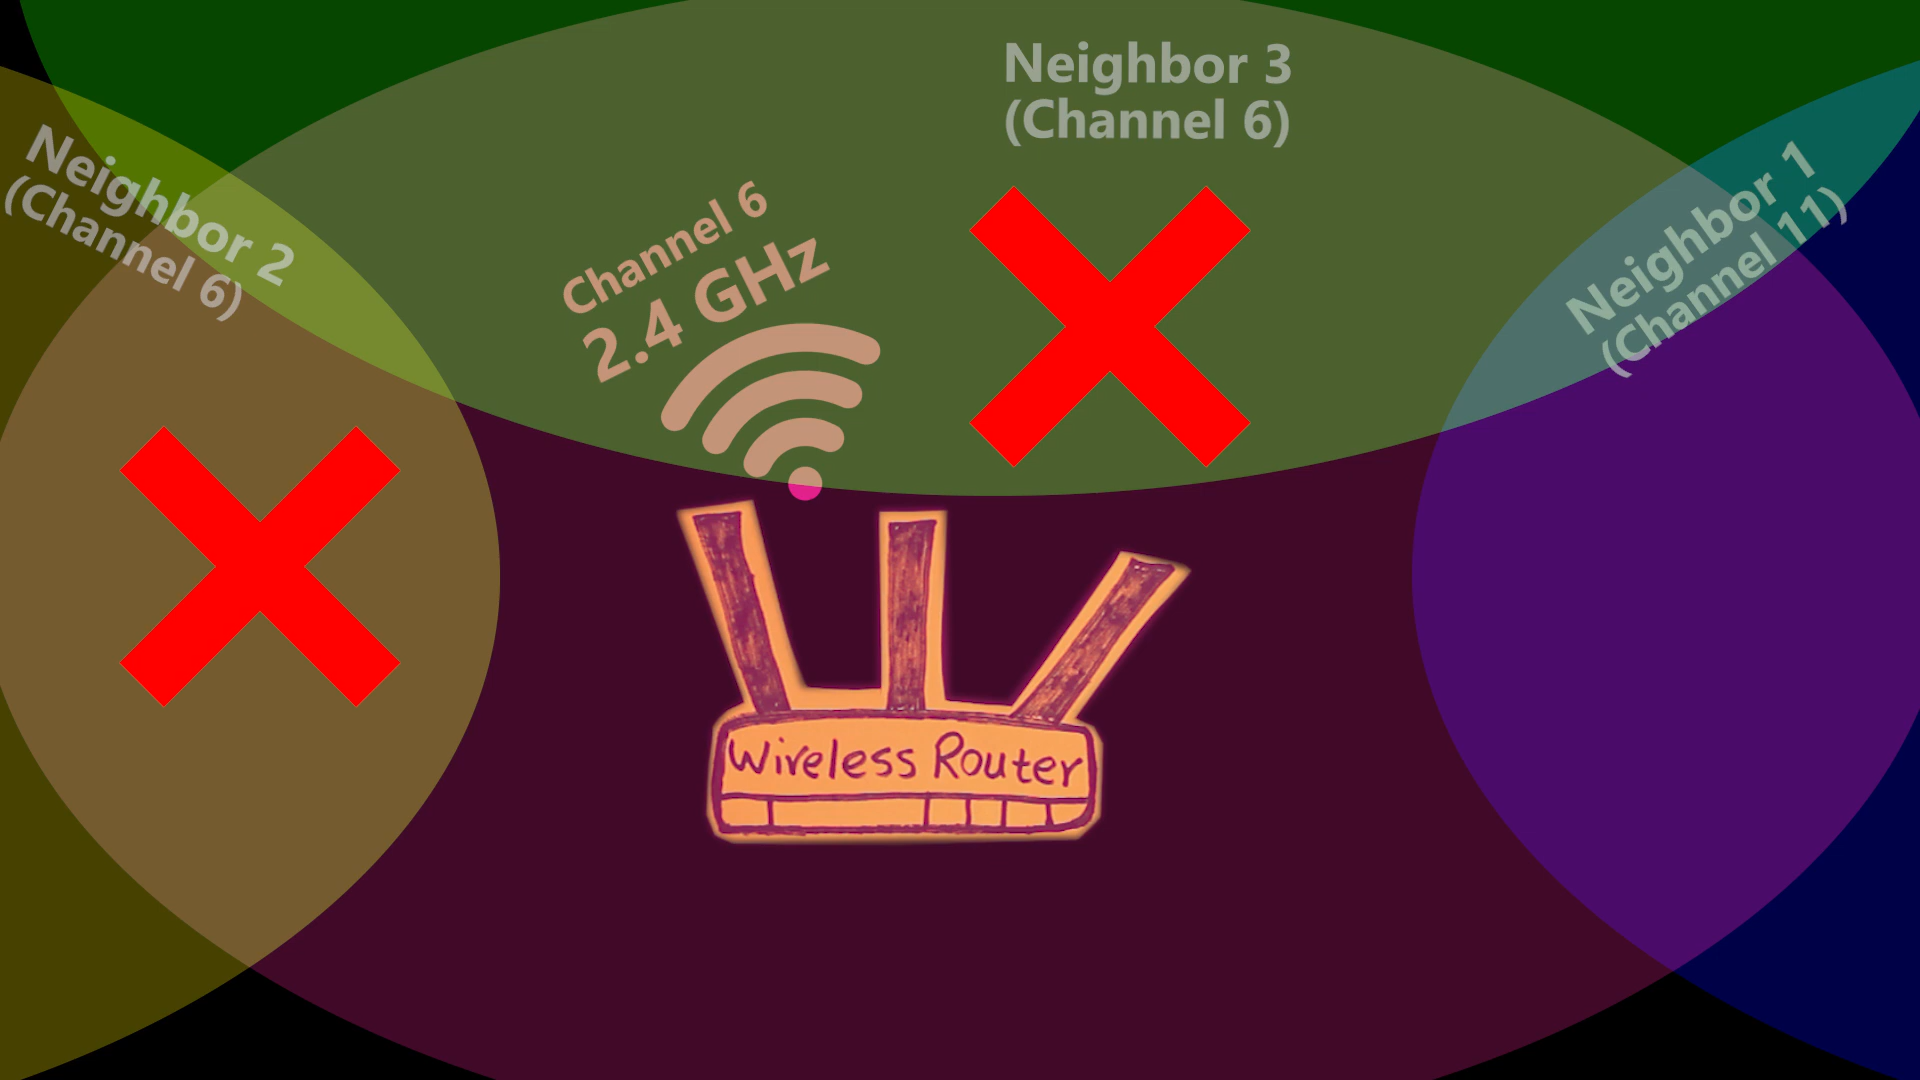 Neighbor 3
(Channel 6)
Neighbor 2
(Channel 6)
Neighbor 1
(Channel 11)
Channel 6
2.4 GHz
Wireless Router